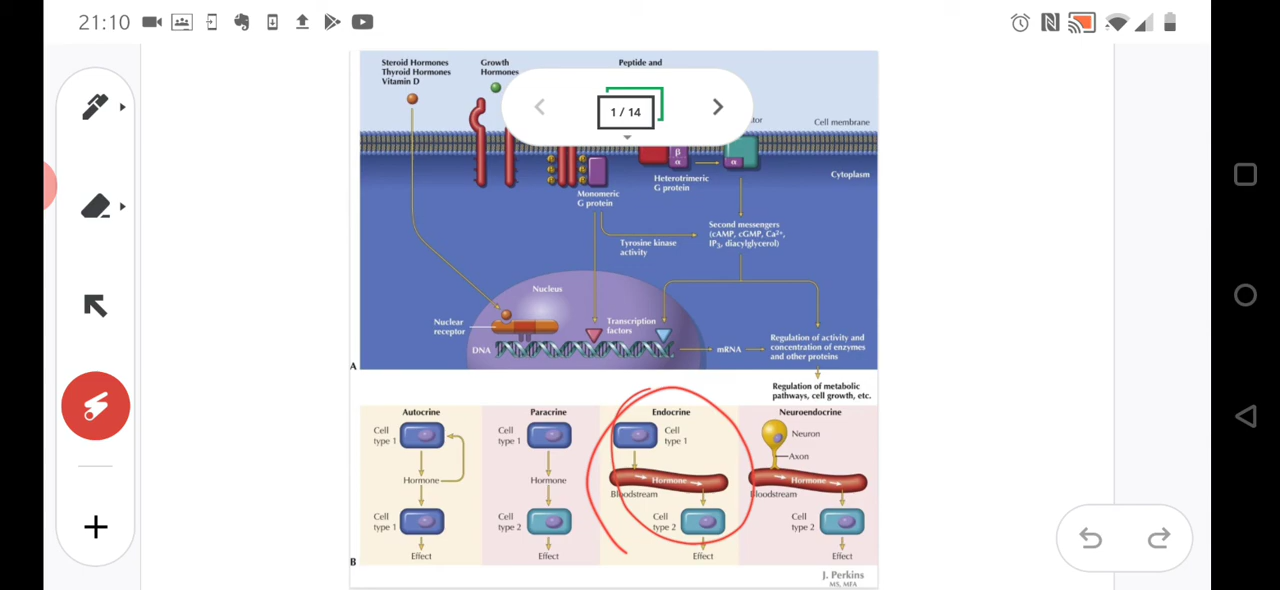 21:10
Steroid Hormones
Thyroid Hormones
Vitamin D
Growth
Hormones
Peptide and
1 / 14
tor
Cell membrane
Cytoplasm
β
α
α
Heterotrimeric
G protein
Monomeric
G protein
Second messengers
(cAMP, cGMP, Ca²⁺,
IP₃, diacylglycerol)
Tyrosine kinase
activity
Nucleus
Nuclear
receptor
Transcription
factors
DNA
mRNA
Regulation of activity and
concentration of enzymes
and other proteins
A
Regulation of metabolic
pathways, cell growth, etc.
Autocrine
Cell
type 1
Hormone
Cell
type 1
Effect
Paracrine
Cell
type 1
Hormone
Cell
type 2
Effect
Endocrine
Cell
type 1
Hormone
Bloodstream
Cell
type 2
Effect
Neuroendocrine
Neuron
Axon
Hormone
Bloodstream
Cell
type 2
Effect
B
J. Perkins
MS, MFA